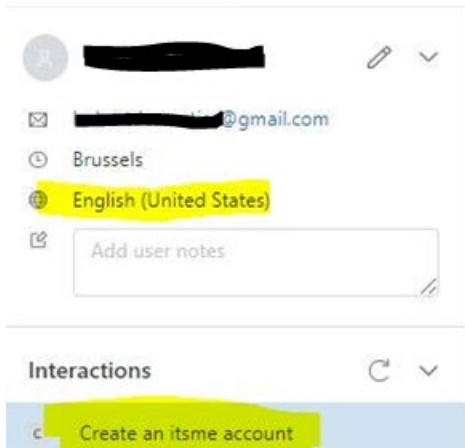 @gmail.com
Brussels
English (United States)
Add user notes
Interactions
C Create an itsme account